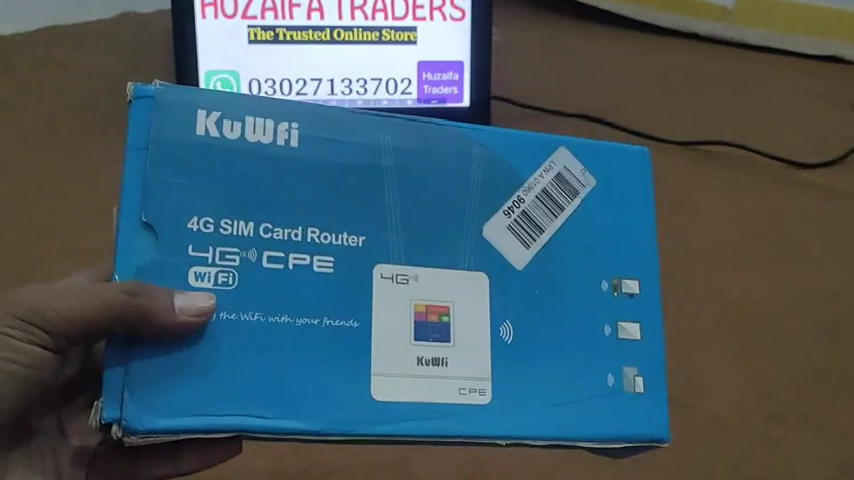 HUZAIFA TRADERS
The Trusted Online Store
03027133702
Huzaifa
Traders
KuWfi
4G SIM Card Router
4G CPE
WiFi
the WiFi with your friends
9046
4G
KuWfi
CPE